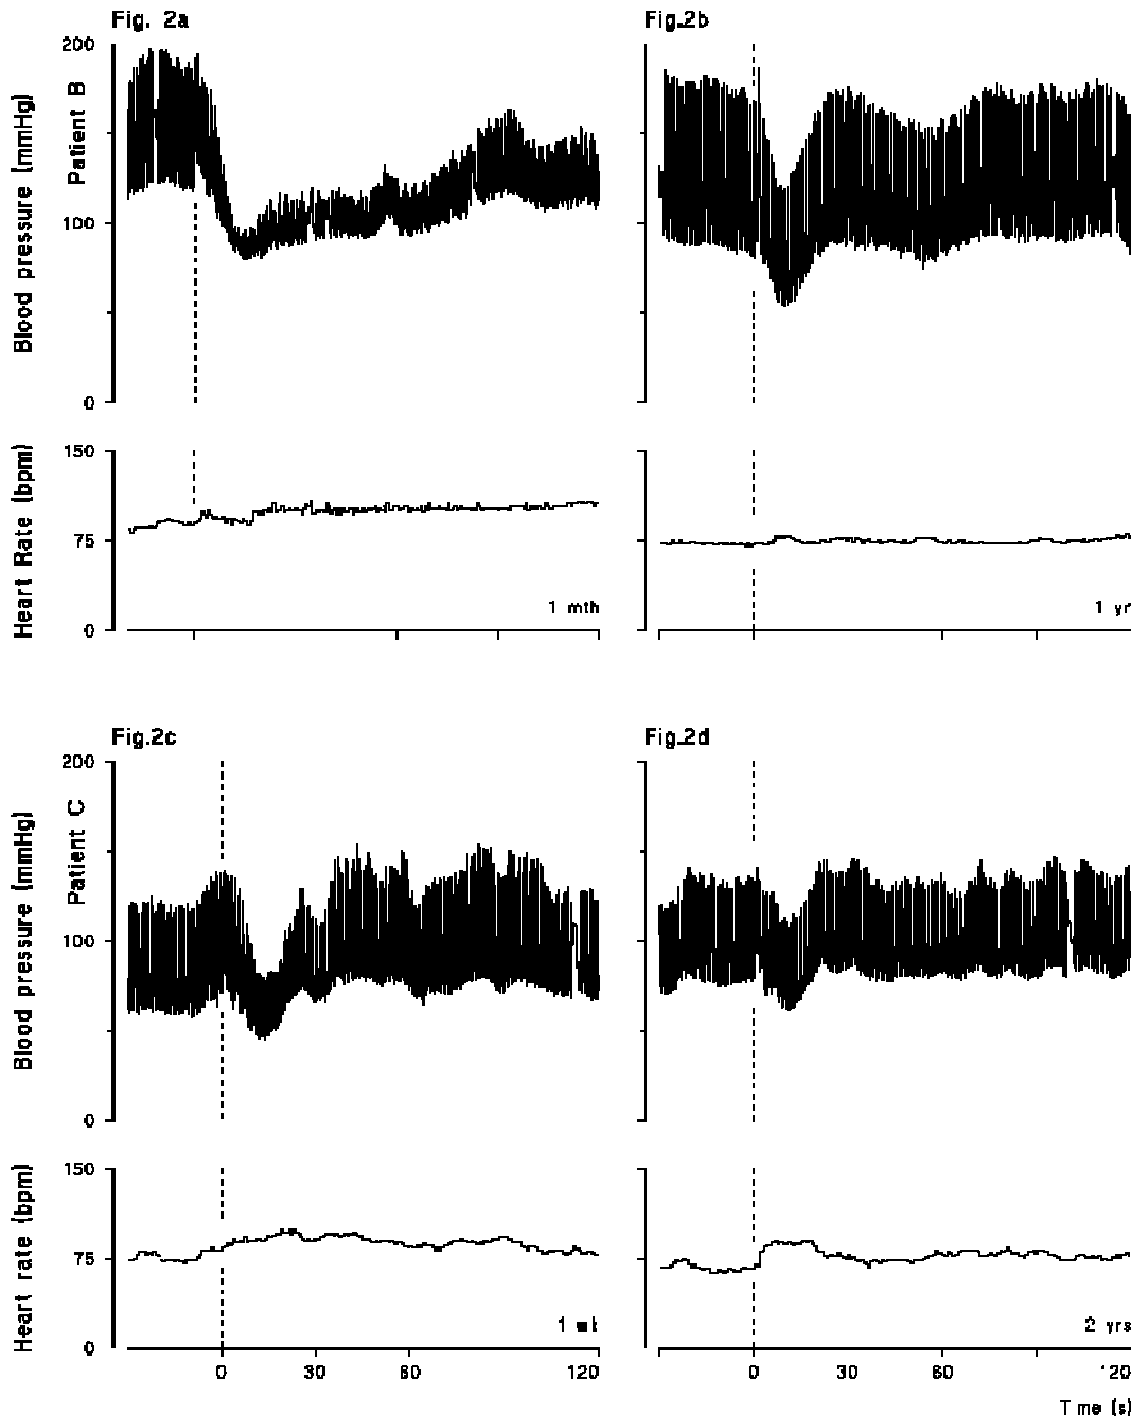 Fig. 2a
Fig.2b
Blood pressure (mmHg)
Patient B
200
100
0
Heart Rate (bpm)
150
75
0
1 mth
1 yr
Fig.2c
Fig.2d
Blood pressure (mmHg)
Patient C
200
100
0
Heart rate (bpm)
150
75
0
1
2 yrs
0 30 60 120
0 30 60 120
Time (s)